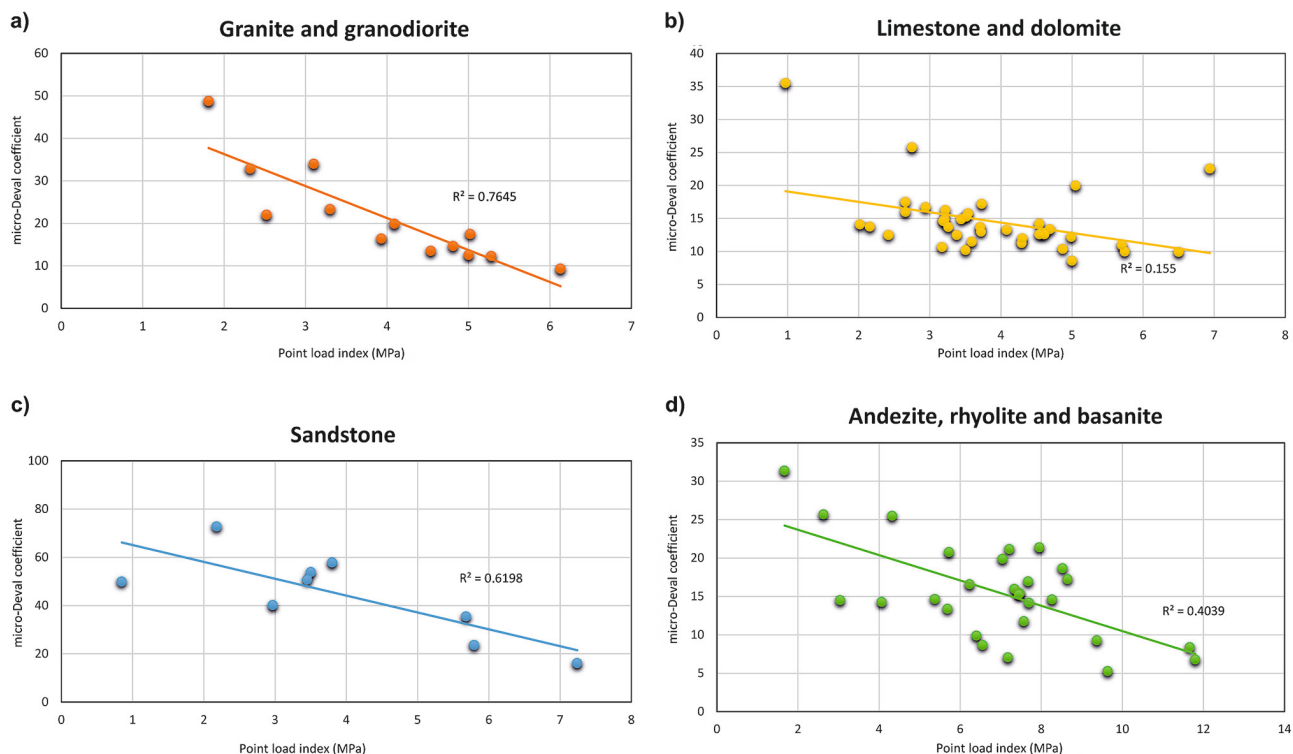 a)
Granite and granodiorite
micro-Deval coefficient
60
50
40
30
20
10
0
R² = 0.7645
0 1 2 3 4 5 6 7
Point load index (MPa)
b)
Limestone and dolomite
micro-Deval coefficient
40
35
30
25
20
15
10
5
0
R² = 0.155
0 1 2 3 4 5 6 7 8
Point load index (MPa)
c)
Sandstone
micro-Deval coefficient
100
80
60
40
20
0
R² = 0.6198
0 1 2 3 4 5 6 7 8
Point load index (MPa)
d)
Andezite, rhyolite and basanite
micro-Deval coefficient
35
30
25
20
15
10
5
0
R² = 0.4039
0 2 4 6 8 10 12 14
Point load index (MPa)